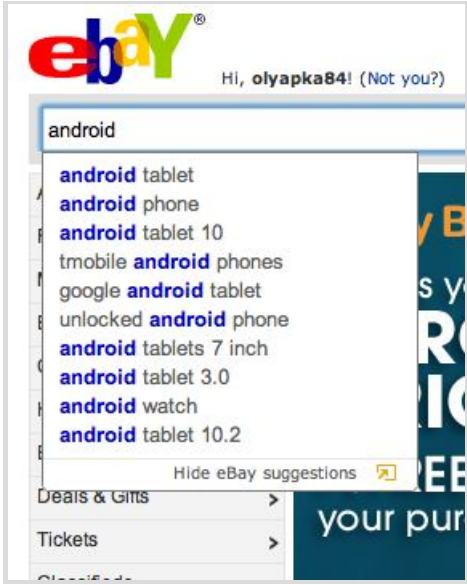 ebaY®
Hi, olyapka84! (Not you?)
android
android tablet
android phone
android tablet 10
tmobile android phones
google android tablet
unlocked android phone
android tablets 7 inch
android tablet 3.0
android watch
android tablet 10.2
Hide eBay suggestions
Deals & Gifts >
Tickets >
your pur